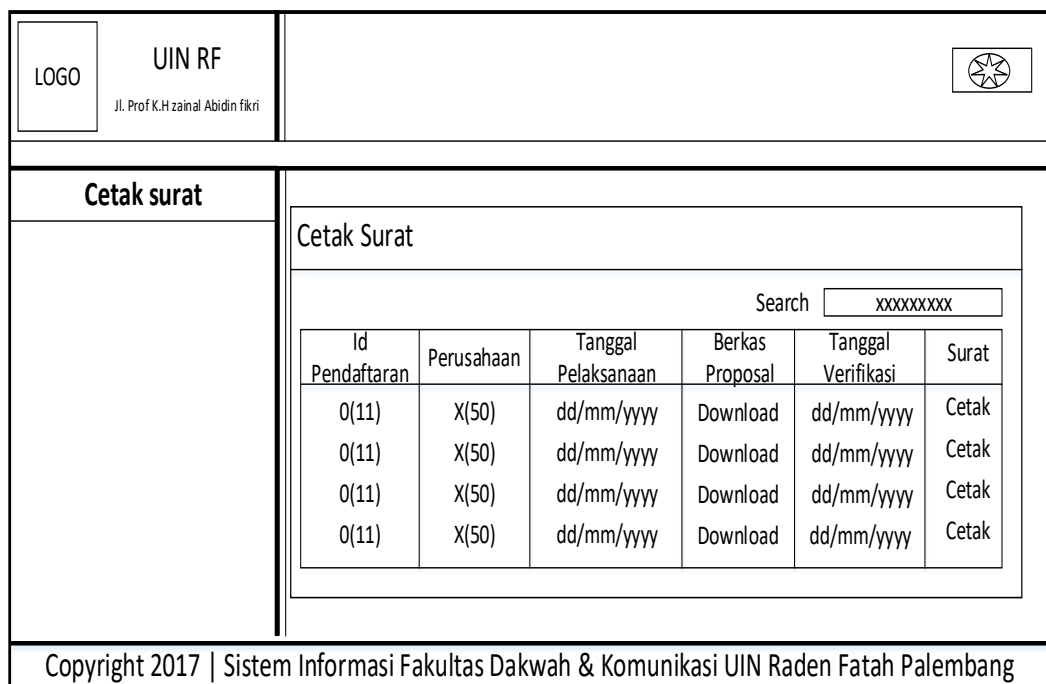 LOGO
UIN RF
Jl. Prof K.H zainal Abidin fikri
Cetak surat
Cetak Surat
Search xxxxxxxxx
Id Pendaftaran Perusahaan Tanggal Pelaksanaan Berkas Proposal Tanggal Verifikasi Surat
0(11) X(50) dd/mm/yyyy Download dd/mm/yyyy Cetak
0(11) X(50) dd/mm/yyyy Download dd/mm/yyyy Cetak
0(11) X(50) dd/mm/yyyy Download dd/mm/yyyy Cetak
0(11) X(50) dd/mm/yyyy Download dd/mm/yyyy Cetak
Copyright 2017 | Sistem Informasi Fakultas Dakwah & Komunikasi UIN Raden Fatah Palembang